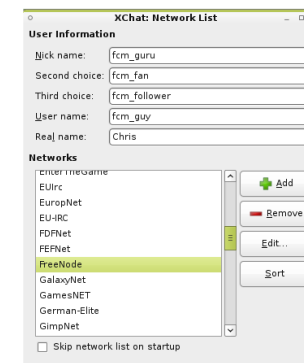 XChat: Network List
User Information
Nick name: fcm_guru
Second choice: fcm_fan
Third choice: fcm_follower
User name: fcm_guy
Real name: Chris
Networks
EnterTheGame
EUIrc
EuropNet
EU-IRC
FDFNet
FEFNet
FreeNode
GalaxyNet
GamesNET
German-Elite
GimpNet
Add
Remove
Edit...
Sort
Skip network list on startup